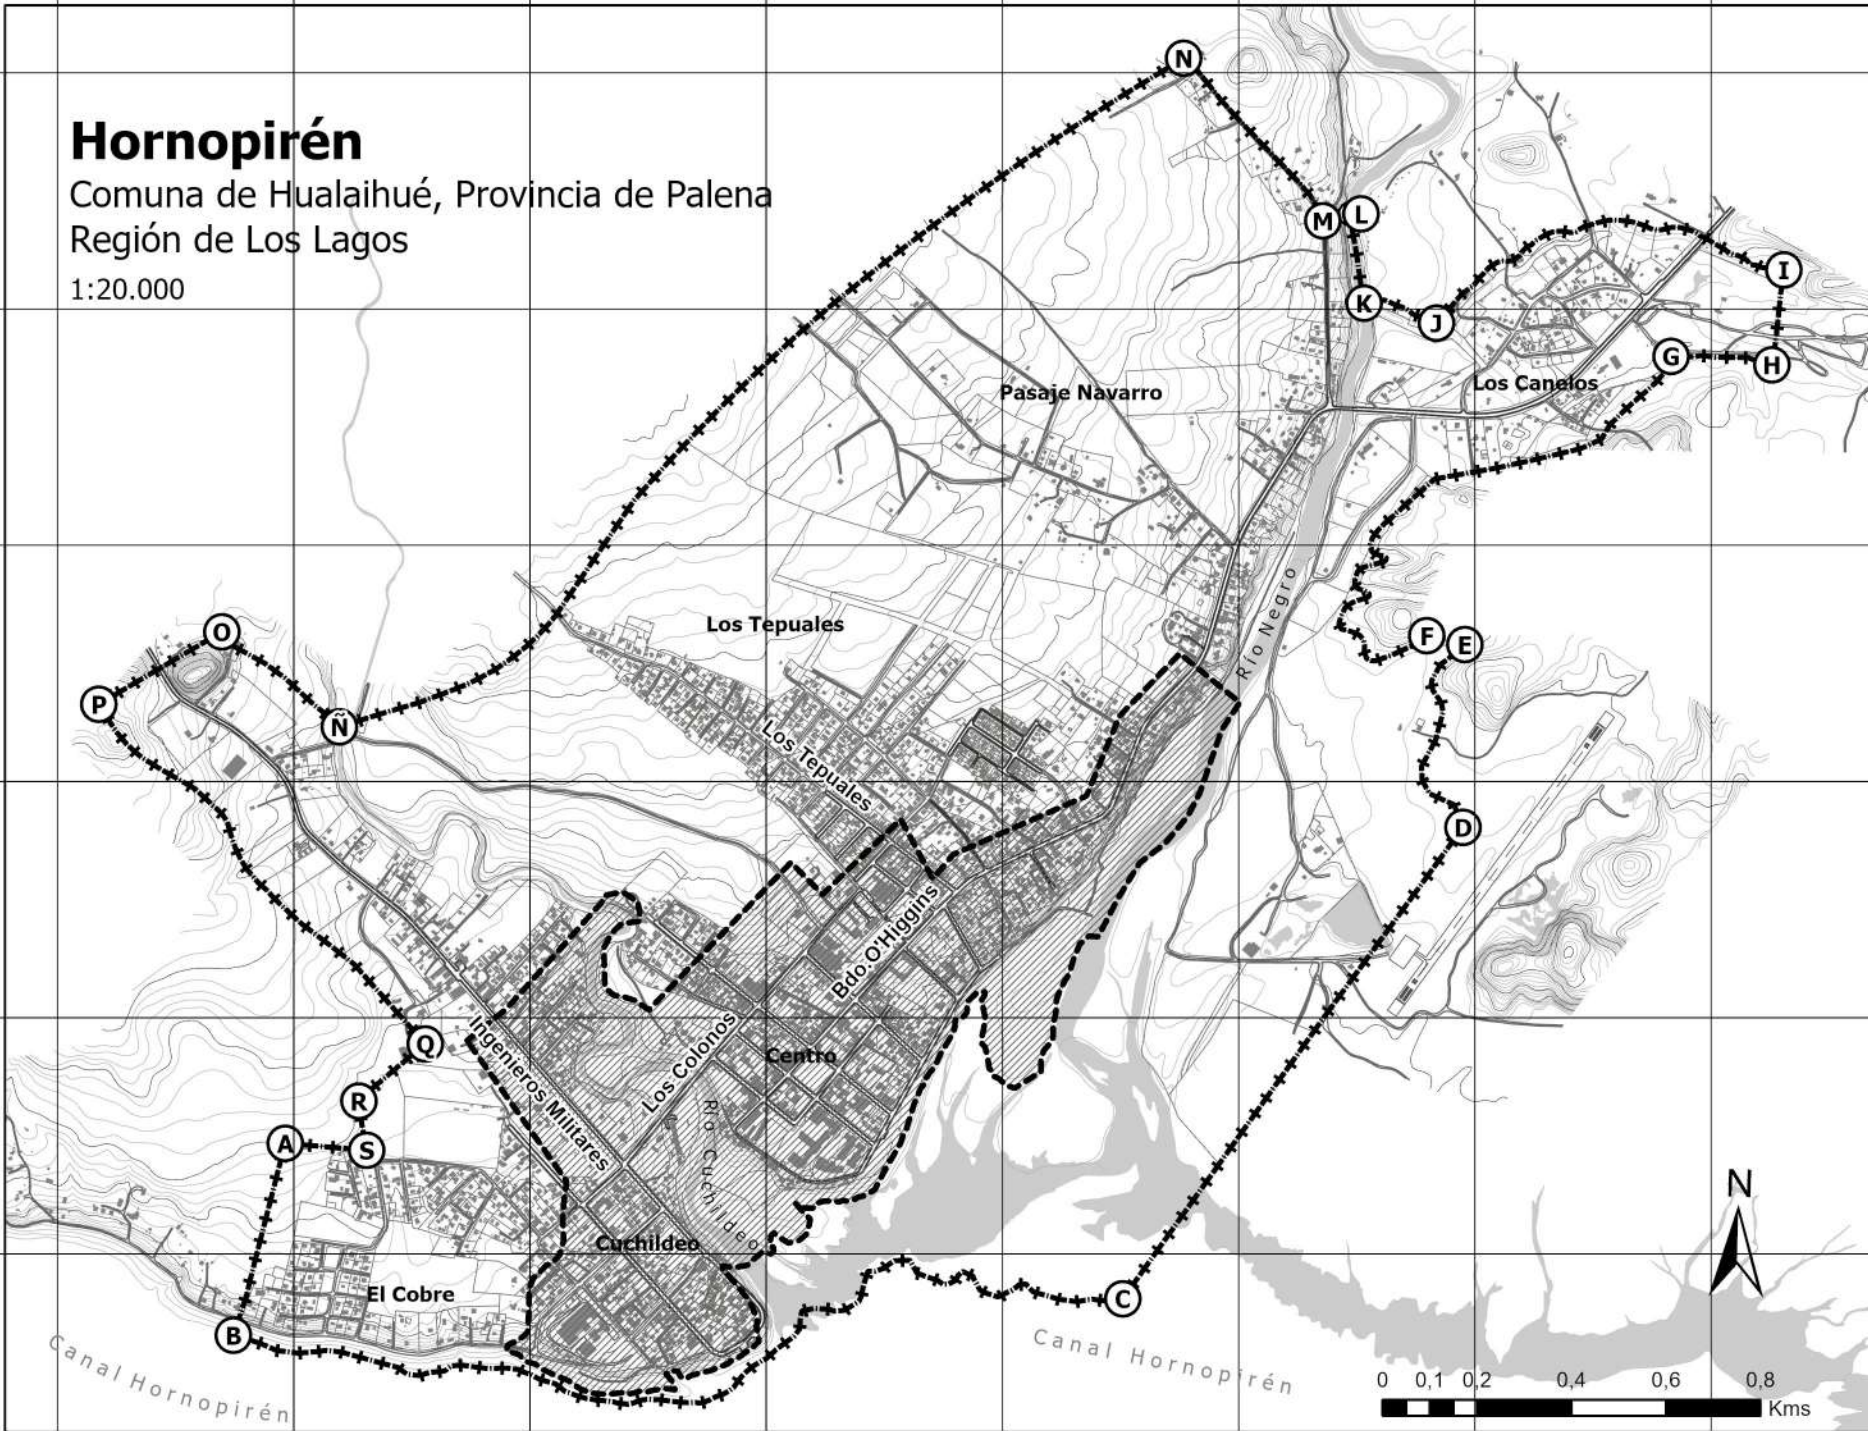 Hornopirén
Comuna de Hualaihué, Provincia de Palena
Región de Los Lagos
1:20.000
N
M
L
K
J
I
G
H
Pasaje Navarro
Los Canelos
Río Negro
O
P
Ñ
F
E
Los Tepuales
Los Tepuales
D
Bdo.O'Higgins
Q
Ingenieros Militares
Los Colonos
Centro
R
A
S
Río Cuchildeo
Cuchildeo
El Cobre
B
C
N
Canal Hornopirén
Canal Hornopirén
0 0,1 0,2 0,4 0,6 0,8
Kms